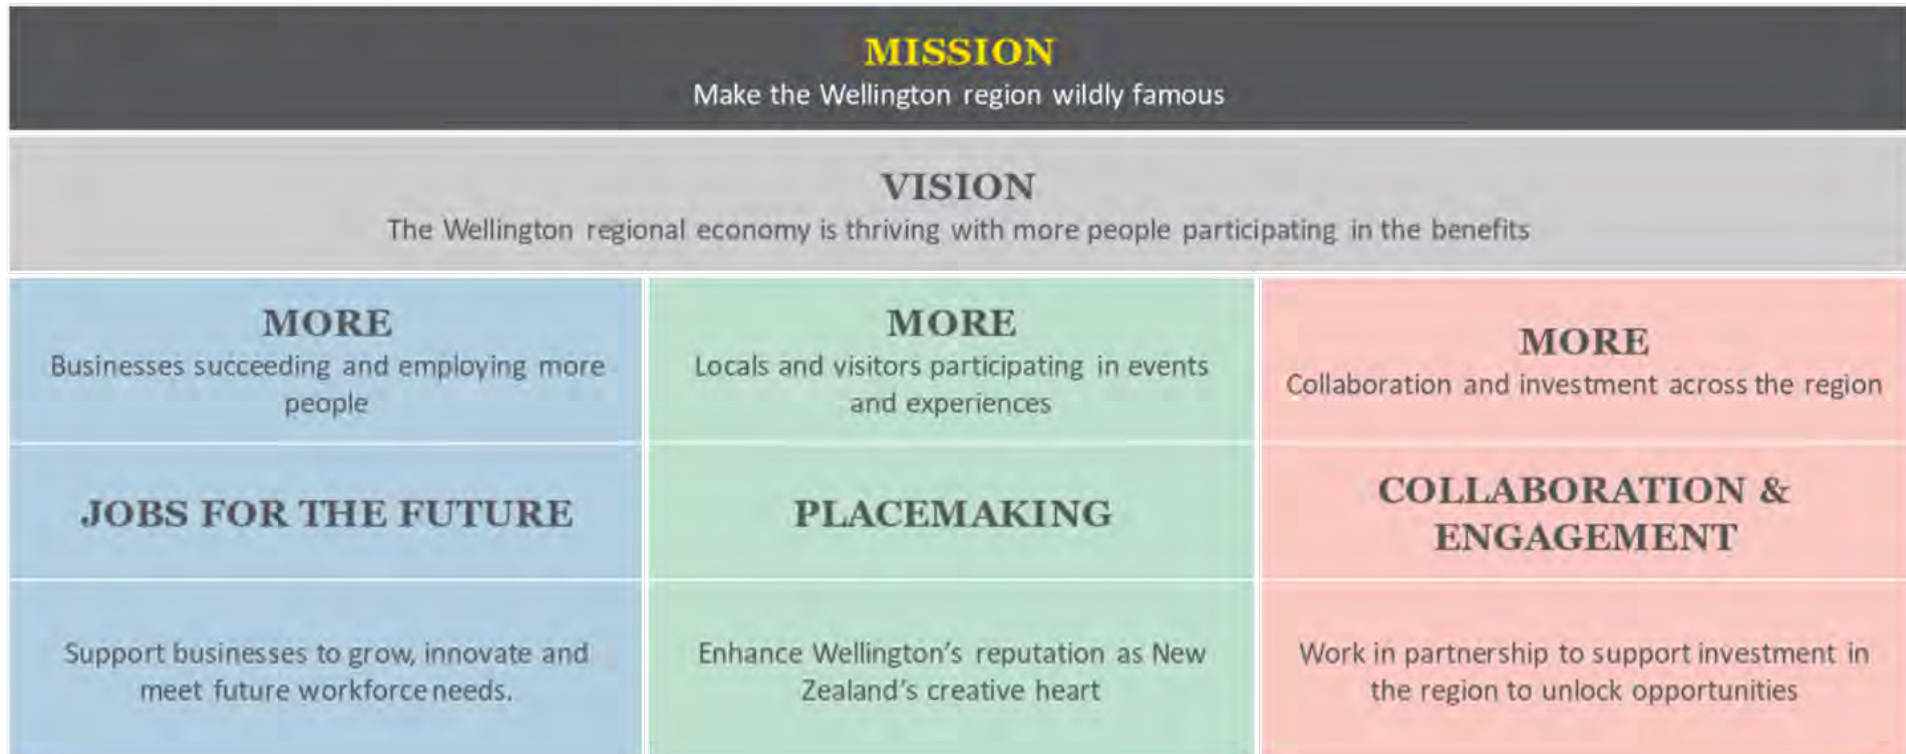 MISSION
Make the Wellington region wildly famous
VISION
The Wellington regional economy is thriving with more people participating in the benefits
MORE
Businesses succeeding and employing more
people
MORE
Locals and visitors participating in events
and experiences
MORE
Collaboration and investment across the region
JOBS FOR THE FUTURE
PLACEMAKING
COLLABORATION &
ENGAGEMENT
Support businesses to grow, innovate and
meet future workforce needs.
Enhance Wellington’s reputation as New
Zealand’s creative heart
Work in partnership to support investment in
the region to unlock opportunities